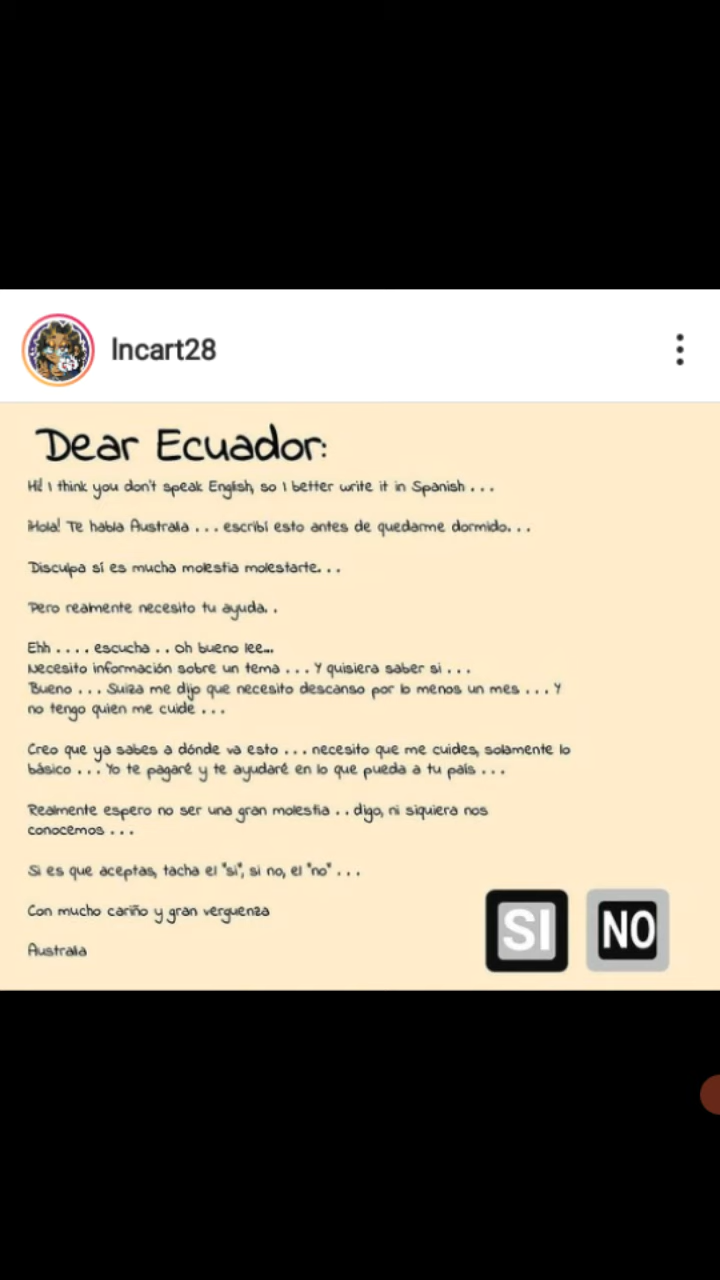 Incart28
Dear Ecuador:
Hi! I think you don't speak English, so I better write it in Spanish . . .
¡Hola! Te habla Australia . . . escribí esto antes de quedarme dormido. . .
Disculpa sí es mucha molestia molestarte. . .
Pero realmente necesito tu ayuda. .
Ehh . . . . escucha . . oh bueno lee...
Necesito información sobre un tema . . . Y quisiera saber si . . .
Bueno . . . Suiza me dijo que necesito descanso por lo menos un mes . . . Y
no tengo quien me cuide . . .
Creo que ya sabes a dónde va esto . . . necesito que me cuides, solamente lo
básico . . . Yo te pagaré y te ayudaré en lo que pueda a tu país . . .
Realmente espero no ser una gran molestia . . digo, ni siquiera nos
conocemos . . .
Si es que aceptas, tacha el "si", si no, el "no" . . .
Con mucho cariño y gran verguenza
Australia
SI NO